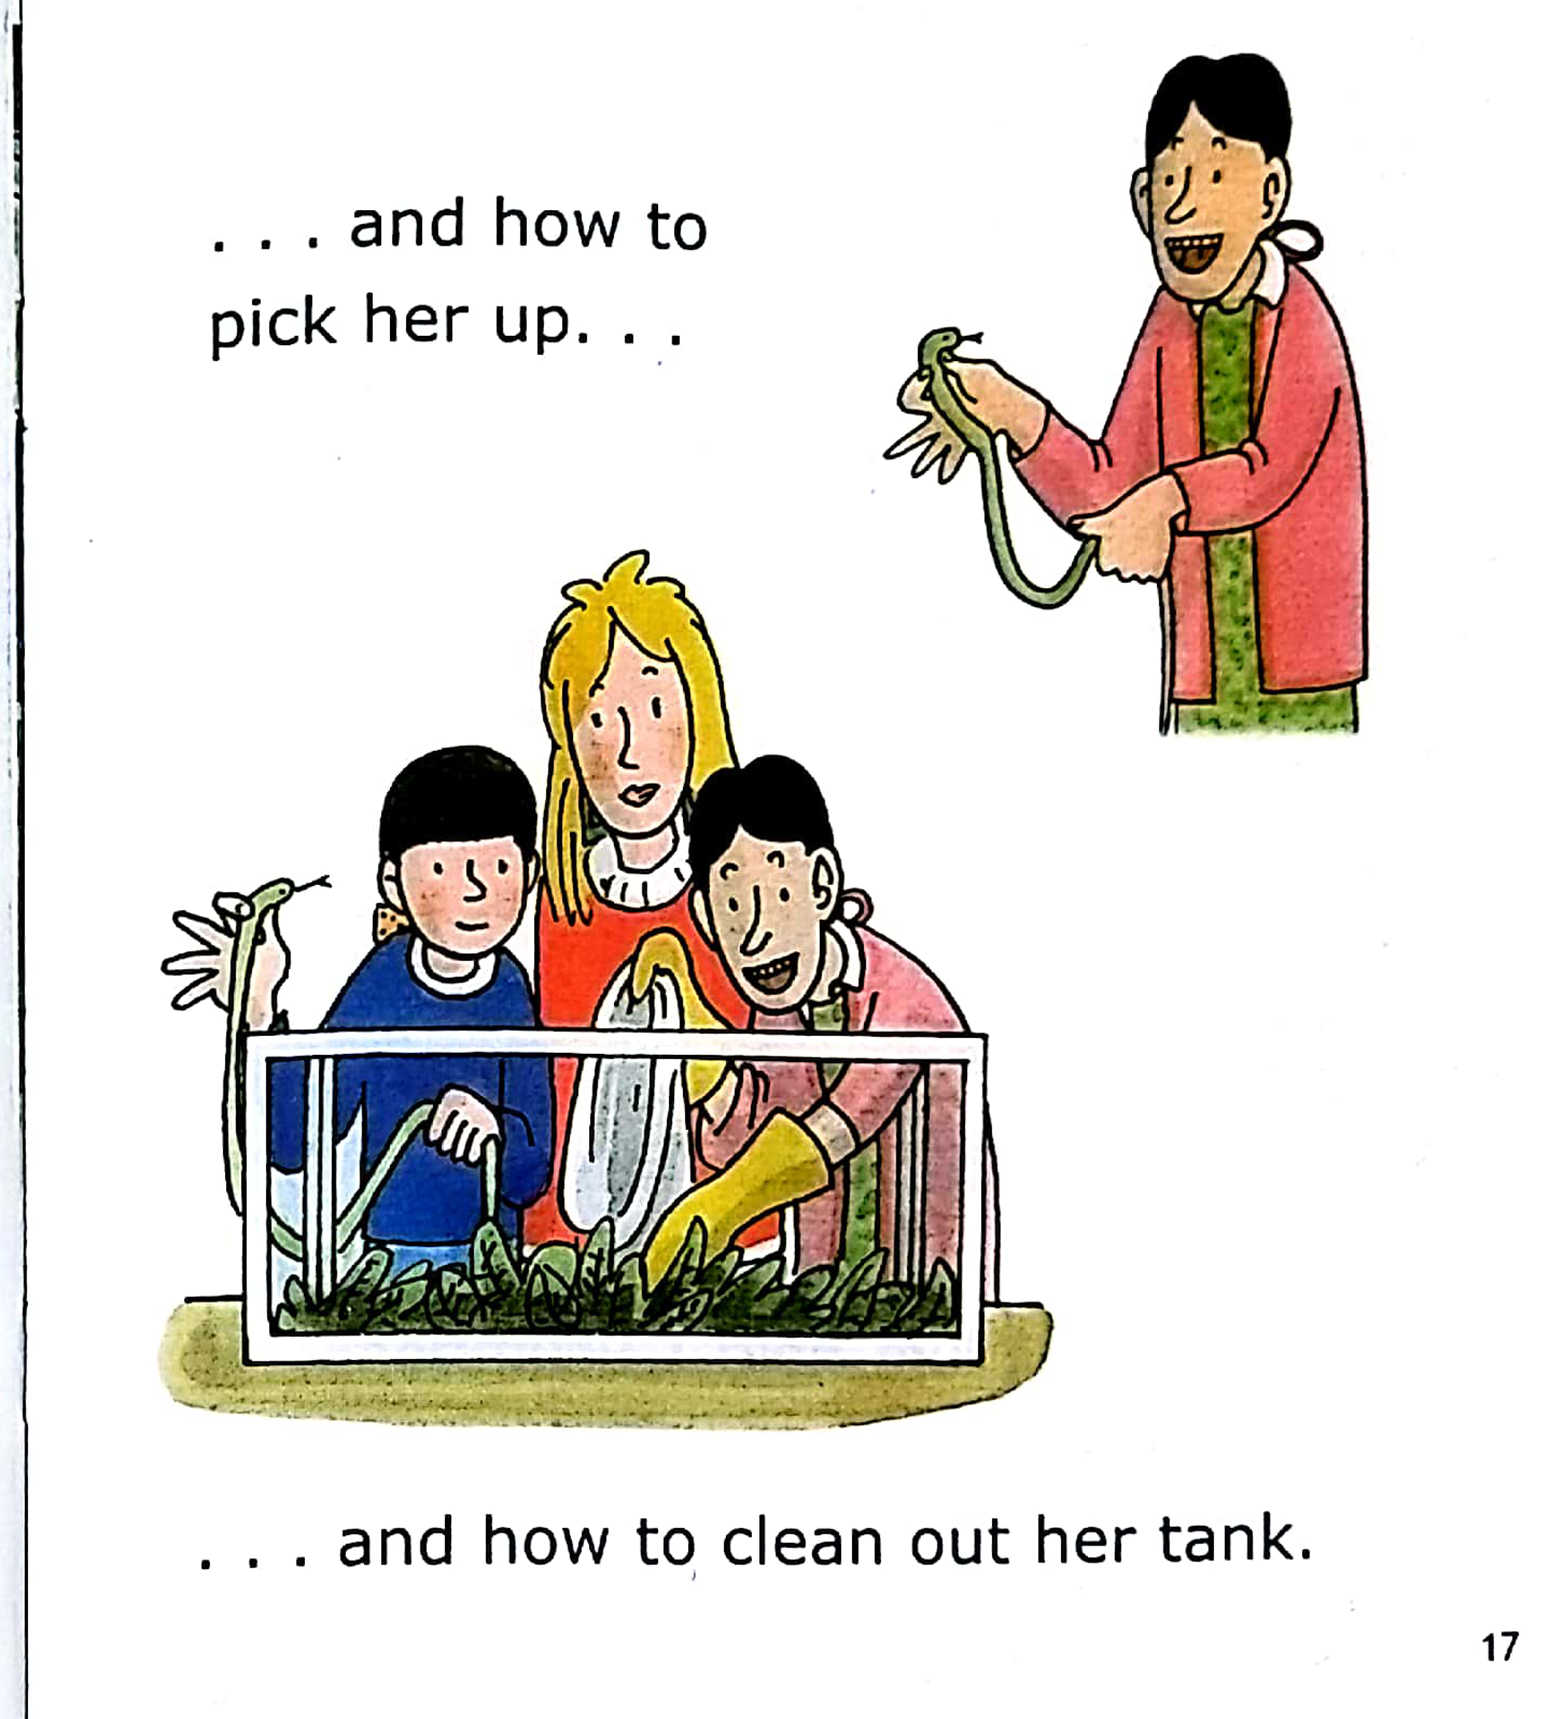 . . . and how to
pick her up. . .
. . . and how to clean out her tank.
17